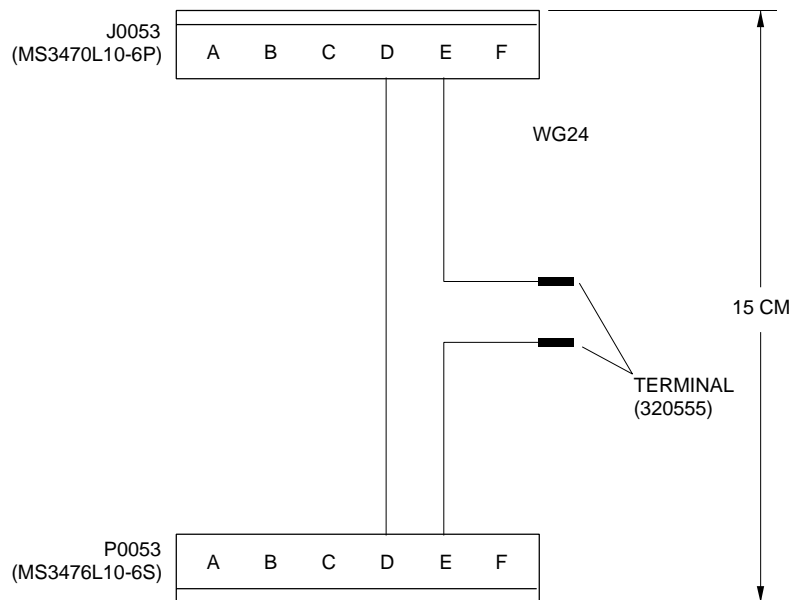 J0053
(MS3470L10-6P)
A B C D E F
WG24
15 CM
TERMINAL
(320555)
P0053
(MS3476L10-6S)
A B C D E F